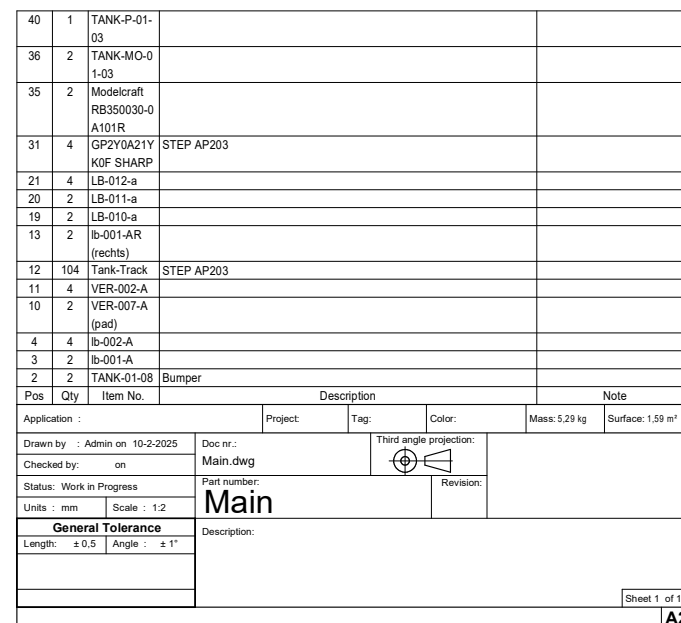 40 1 TANK-P-01-
03
36 2 TANK-MO-0
1-03
35 2 Modelcraft
RB350030-0
A101R
31 4 GP2Y0A21Y STEP AP203
K0F SHARP
21 4 LB-012-a
20 2 LB-011-a
19 2 LB-010-a
13 2 lb-001-AR
(rechts)
12 104 Tank-Track STEP AP203
11 4 VER-002-A
10 2 VER-007-A
(pad)
4 4 lb-002-A
3 2 lb-001-A
2 2 TANK-01-08 Bumper
Pos Qty Item No. Description Note
Application : Project: Tag: Color: Mass: 5,29 kg Surface: 1,59 m²
Drawn by : Admin on 10-2-2025 Doc nr.: Third angle projection:
Main.dwg
Checked by: on
Status: Work in Progress Part number: Revision:
Main
Units : mm Scale : 1:2
General Tolerance Description:
Length: ± 0,5 Angle : ± 1°
Sheet 1 of 1
A2